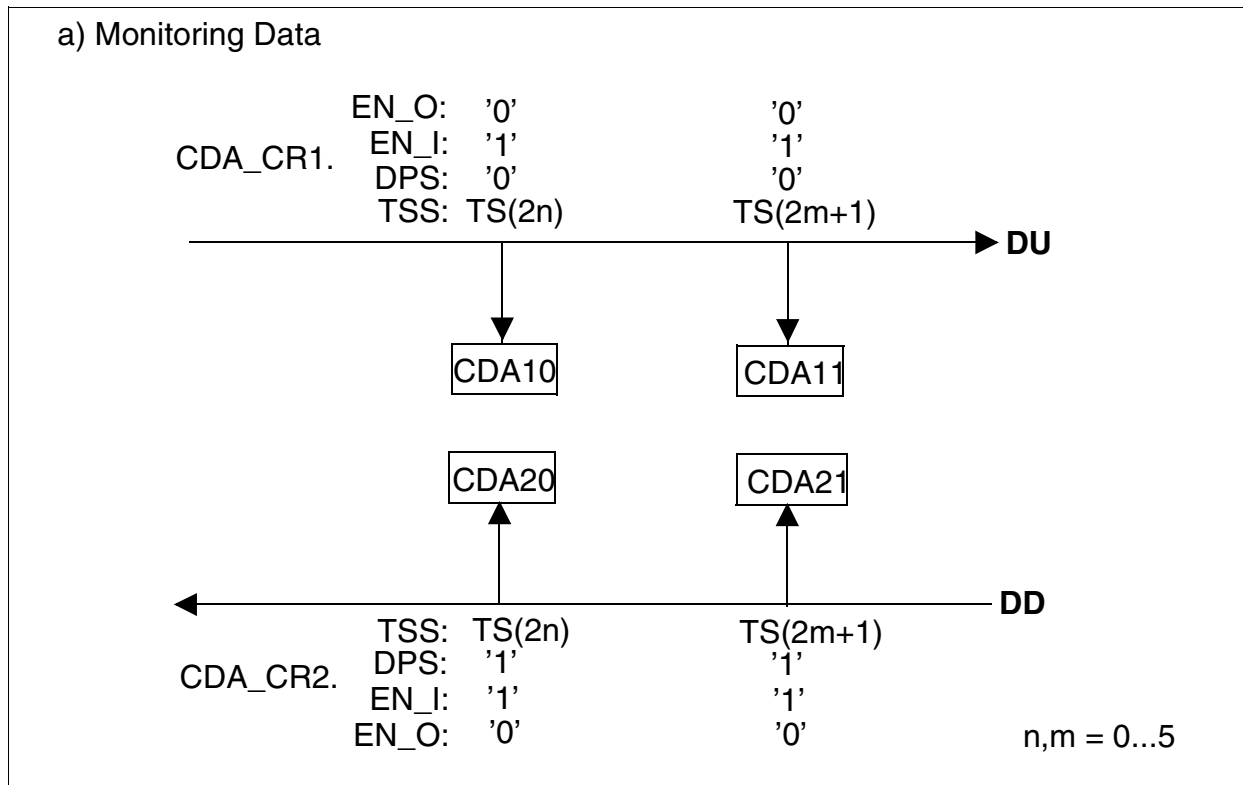 a) Monitoring Data
EN_O: '0' '0'
CDA_CR1. EN_I: '1' '1'
DPS: '0' '0'
TSS: TS(2n) TS(2m+1)
DU
CDA10 CDA11
CDA20 CDA21
DD
TSS: TS(2n) TS(2m+1)
CDA_CR2. DPS: '1' '1'
EN_I: '1' '1'
EN_O: '0' '0' n,m = 0...5